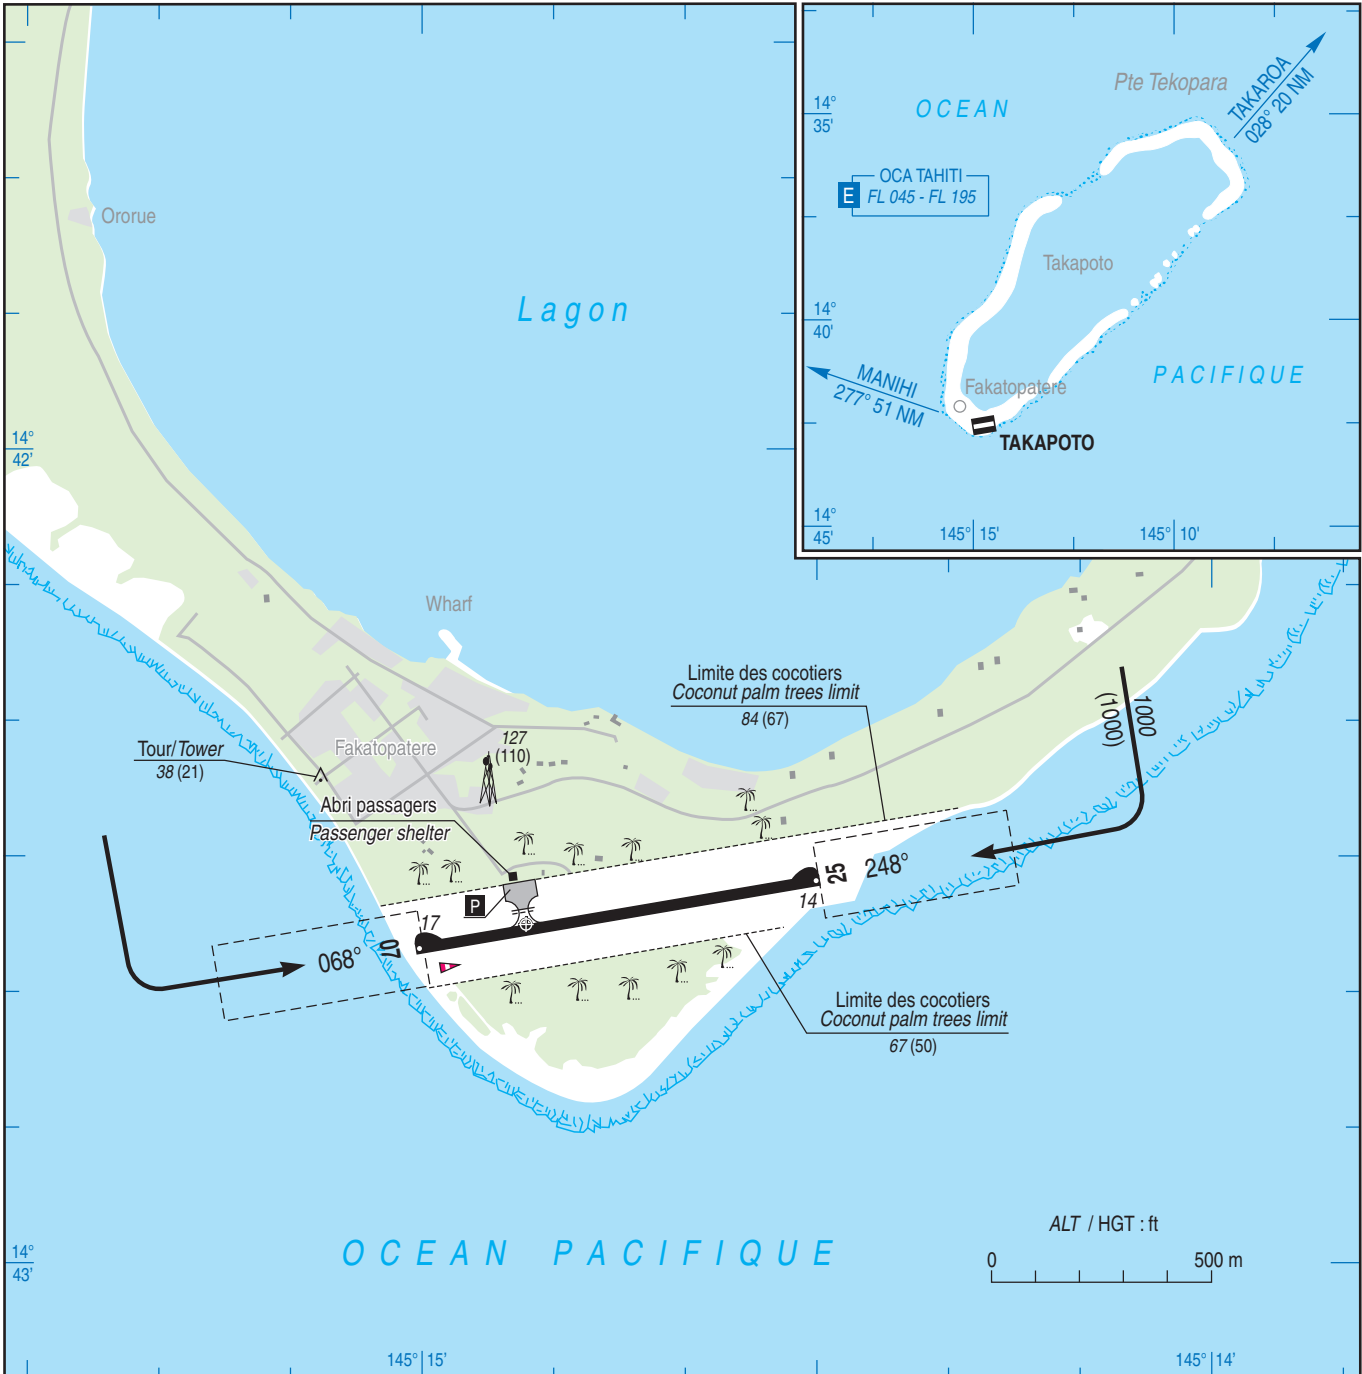 Pte Tekopara
TAKAROA
028° 20 NM
OCEAN
14°
35'
OCA TAHITI
E
FL 045 - FL 195
Takapoto
14°
40'
MANIHI
277° 51 NM
Fakatopatere
PACIFIQUE
TAKAPOTO
14°
45'
145° 15'
145° 10'
Ororue
Lagon
14°
42'
Wharf
Limite des cocotiers
Coconut palm trees limit
84 (67)
1000
(1000)
Tour/Tower
38 (21)
Fakatopatere
127
(110)
Abri passagers
Passenger shelter
P
17
14
25
248°
07
068°
Limite des cocotiers
Coconut palm trees limit
67 (50)
OCEAN PACIFIQUE
ALT / HGT : ft
0
500 m
14°
43'
145° 15'
145° 14'